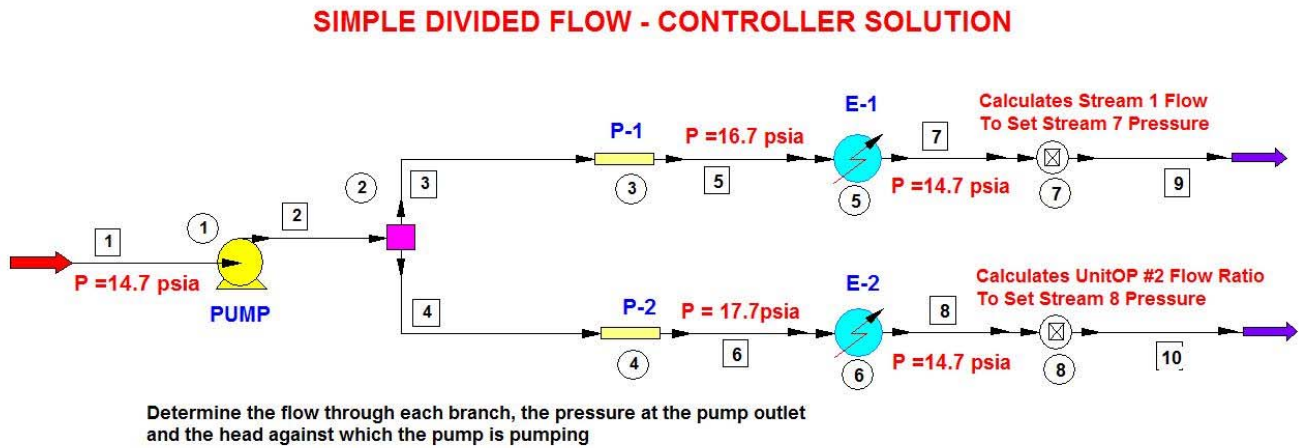 SIMPLE DIVIDED FLOW - CONTROLLER SOLUTION
E-1
Calculates Stream 1 Flow
To Set Stream 7 Pressure
P-1
P =16.7 psia
7
2
3
3
5
5
P =14.7 psia
7
9
1
2
1
P =14.7 psia
PUMP
E-2
Calculates UnitOP #2 Flow Ratio
To Set Stream 8 Pressure
4
P-2
P = 17.7psia
8
4
6
6
P =14.7 psia
8
10
Determine the flow through each branch, the pressure at the pump outlet
and the head against which the pump is pumping